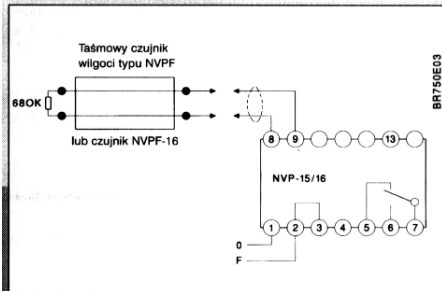 Taśmowy czujnik
wilgoci typu NVPF
680K
lub czujnik NVPF-16
BR750E03
8 9 13
NVP-15/16
1 2 3 4 5 6 7
0
F